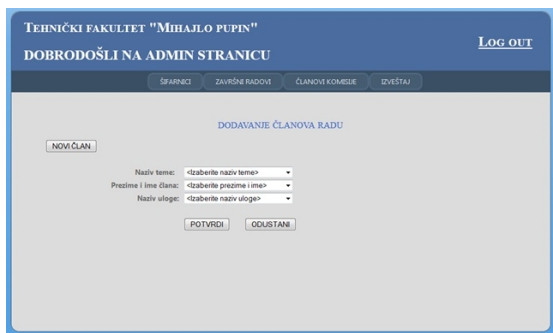 TEHNIČKI FAKULTET "MIHAJLO PUPIN"
DOBRODOŠLI NA ADMIN STRANICU
LOG OUT
ŠIFARNICI ZAVRŠNI RADOVI ČLANOVI KOMISIJE IZVEŠTAJ
DODAVANJE ČLANOVA RADU
NOVI ČLAN
Naziv teme: <Izaberite naziv teme>
Prezime i ime člana: <Izaberite prezime i ime>
Naziv uloge: <Izaberite naziv uloge>
POTVRDI ODUSTANI